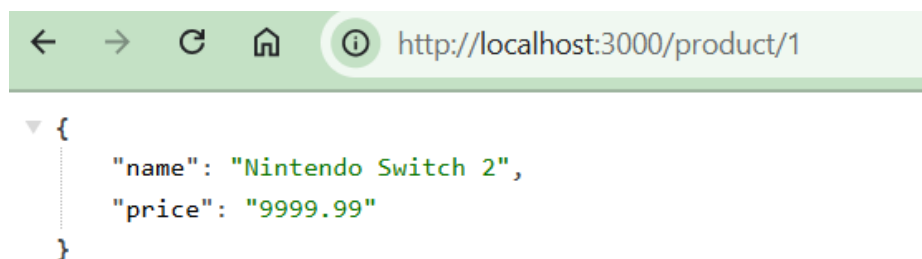 http://localhost:3000/product/1
{
"name": "Nintendo Switch 2",
"price": "9999.99"
}